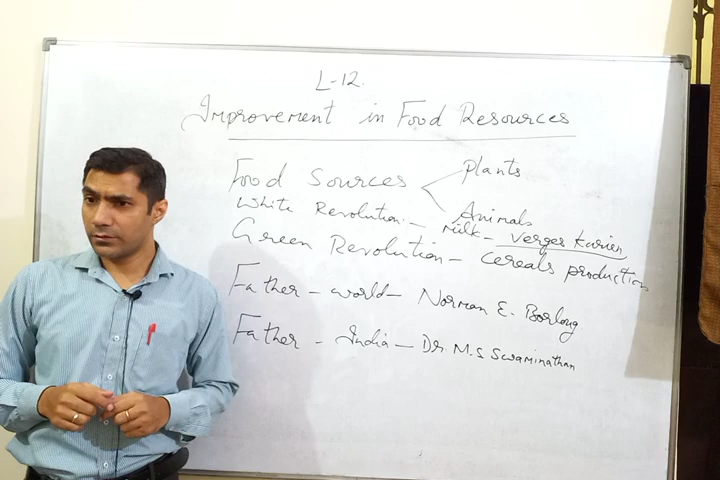 L-12.
Improvement in Food Resources
Food Sources
Plants
Animals
White Revolution - Milk - Verges Kurien
Green Revolution - Cereals production
Father - world - Norman E. Borloug
Father - India - Dr. M.S Swaminathan